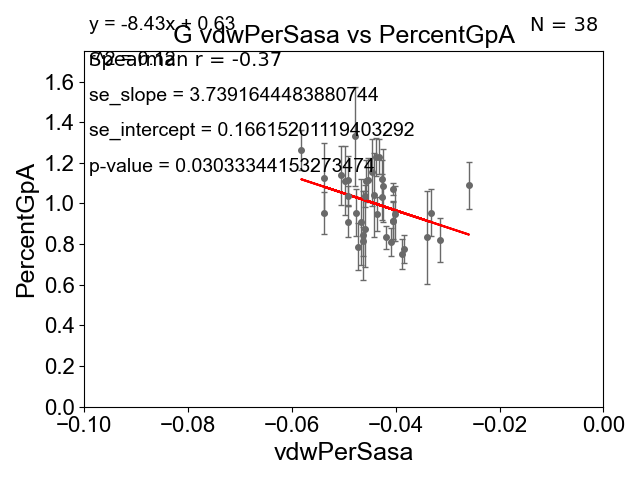 y = -8.43x + 0.63
G vdwPerSasa vs PercentGpA
N = 38
Spearman r = -0.37
se_slope = 3.7391644483880744
se_intercept = 0.16615201119403292
p-value = 0.03033344153273474
PercentGpA
1.6
1.4
1.2
1.0
0.8
0.6
0.4
0.2
0.0
−0.10 −0.08 −0.06 −0.04 −0.02 0.00
vdwPerSasa